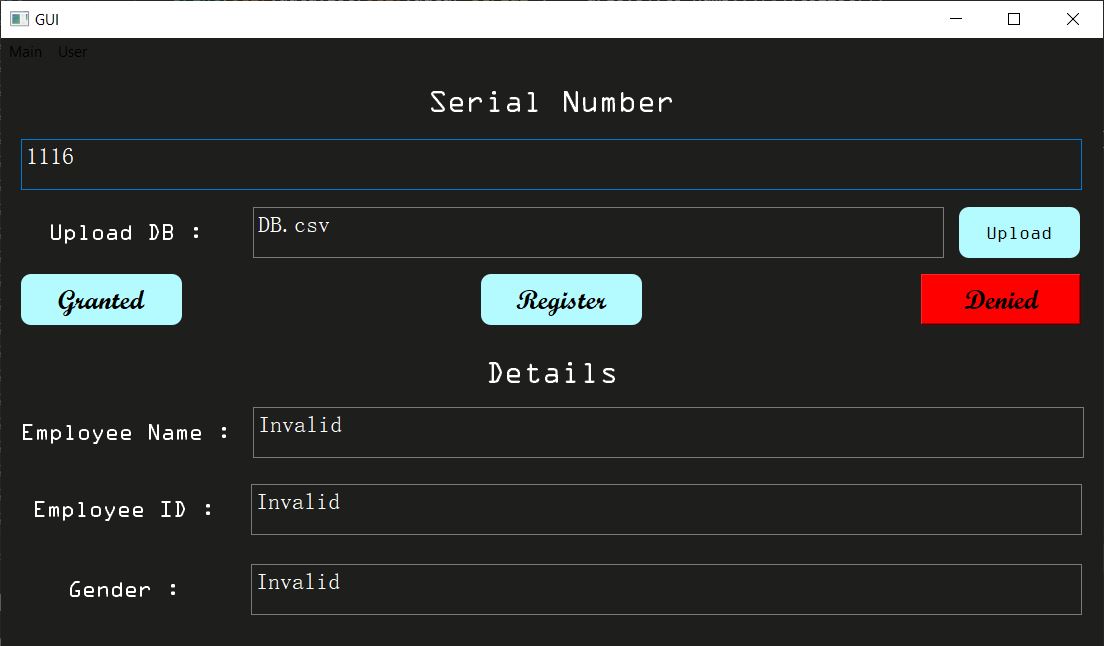 GUI
Main User
Serial Number
1116
Upload DB : DB.csv Upload
Granted Register Denied
Details
Employee Name : Invalid
Employee ID : Invalid
Gender : Invalid